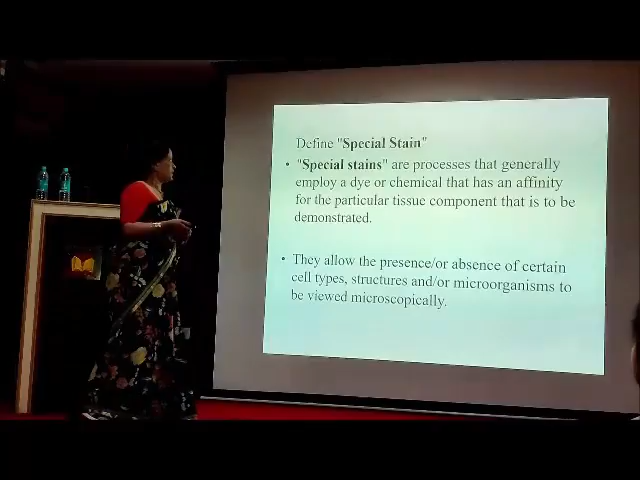 Define "Special Stain"
• "Special stains" are processes that generally
employ a dye or chemical that has an affinity
for the particular tissue component that is to be
demonstrated.
• They allow the presence/or absence of certain
cell types, structures and/or microorganisms to
be viewed microscopically.